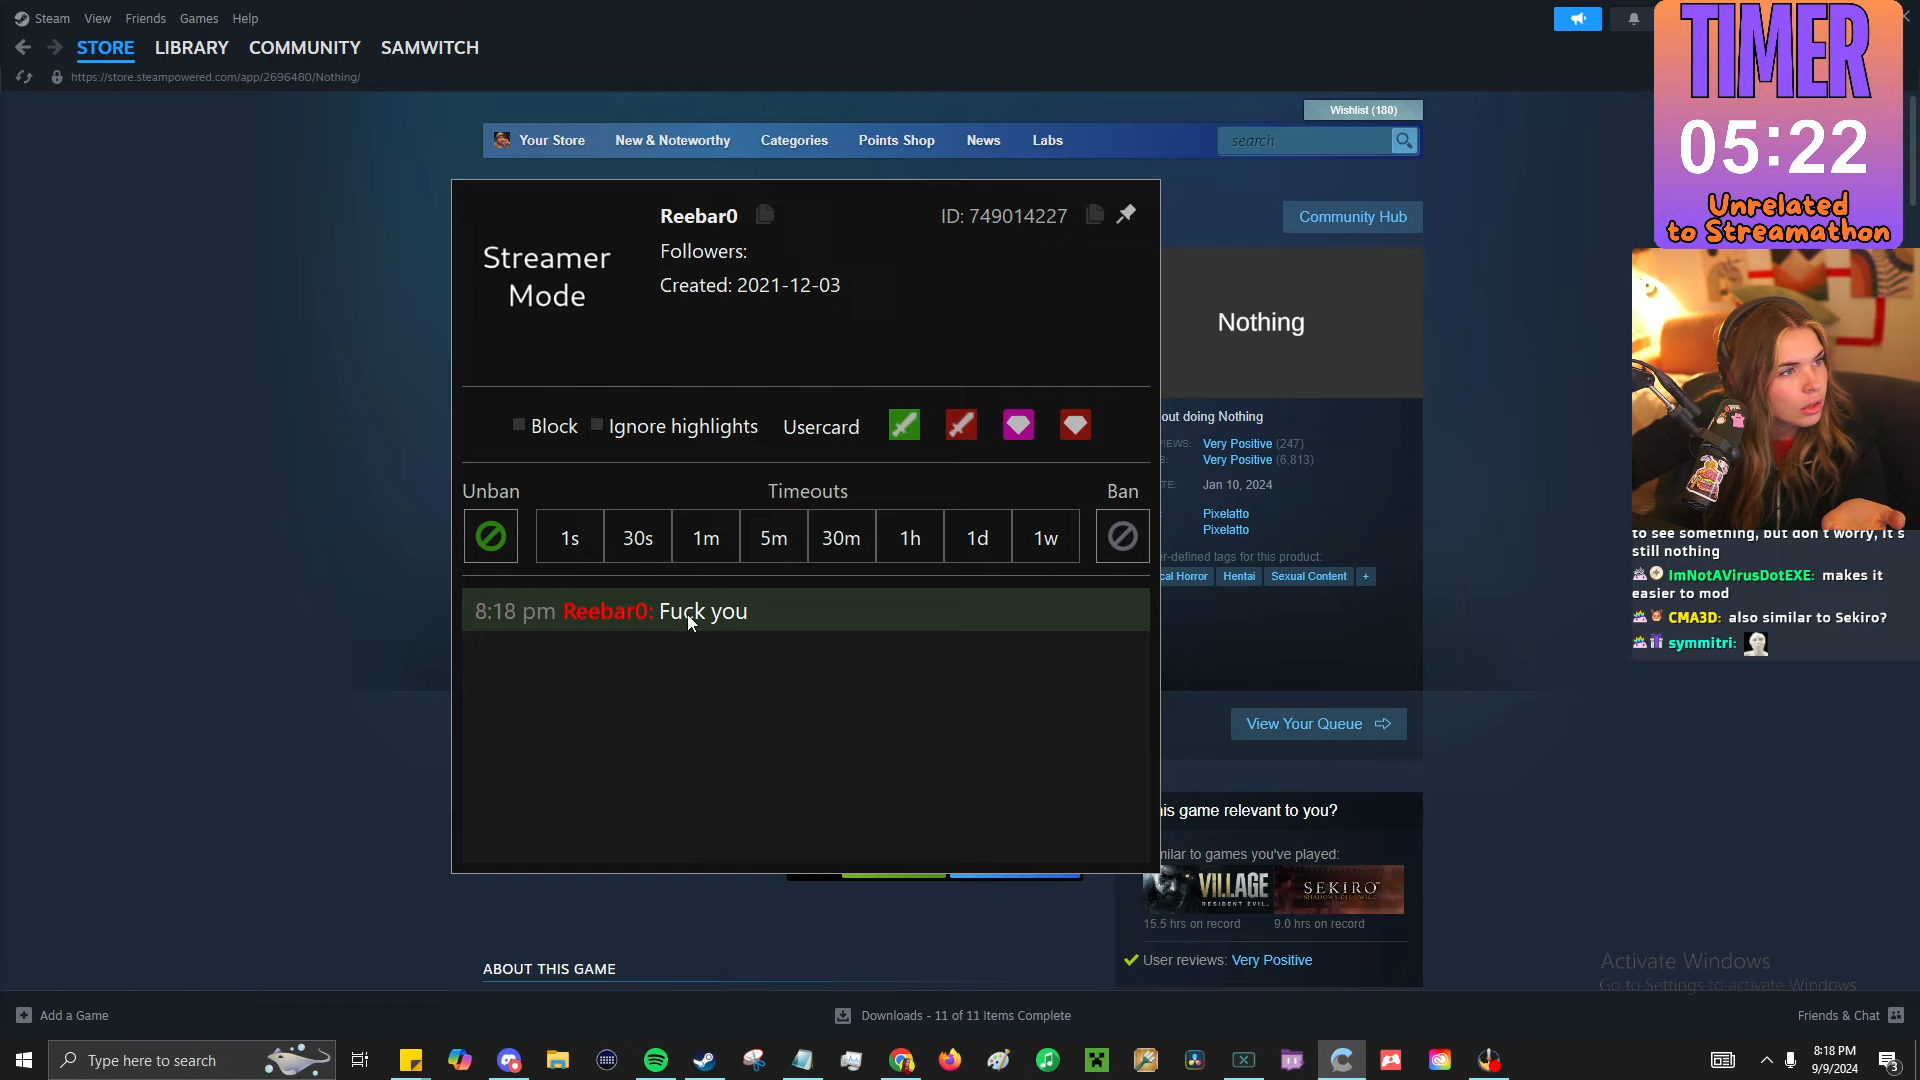 Steam View Friends Games Help
STORE LIBRARY COMMUNITY SAMWITCH
https://store.steampowered.com/app/2696480/Nothing/
Wishlist (180)
Your Store New & Noteworthy Categories Points Shop News Labs
search
Community Hub
Streamer
Mode
Reebar0
ID: 749014227
Followers:
Created: 2021-12-03
Block Ignore highlights Usercard
Unban Timeouts Ban
1s 30s 1m 5m 30m 1h 1d 1w
8:18 pm Reebar0: Fuck you
Nothing
out doing Nothing
IEWS: Very Positive (247)
S: Very Positive (6,813)
TE: Jan 10, 2024
Pixelatto
Pixelatto
er-defined tags for this product:
cal Horror Hentai Sexual Content +
View Your Queue
is game relevant to you?
milar to games you've played:
VILLAGE
RESIDENT EVIL
SEKIRO
SHADOWS DIE TWICE
15.5 hrs on record 9.0 hrs on record
User reviews: Very Positive
ABOUT THIS GAME
TIMER
05:22
Unrelated
to Streamathon
to see something, but don't worry, it's
still nothing
ImNotAVirusDotEXE: makes it
easier to mod
CMA3D: also similar to Sekiro?
symmitri:
Activate Windows
Go to Settings to activate Windows
Add a Game
Downloads - 11 of 11 Items Complete
Friends & Chat
Type here to search
8:18 PM
9/9/2024
3